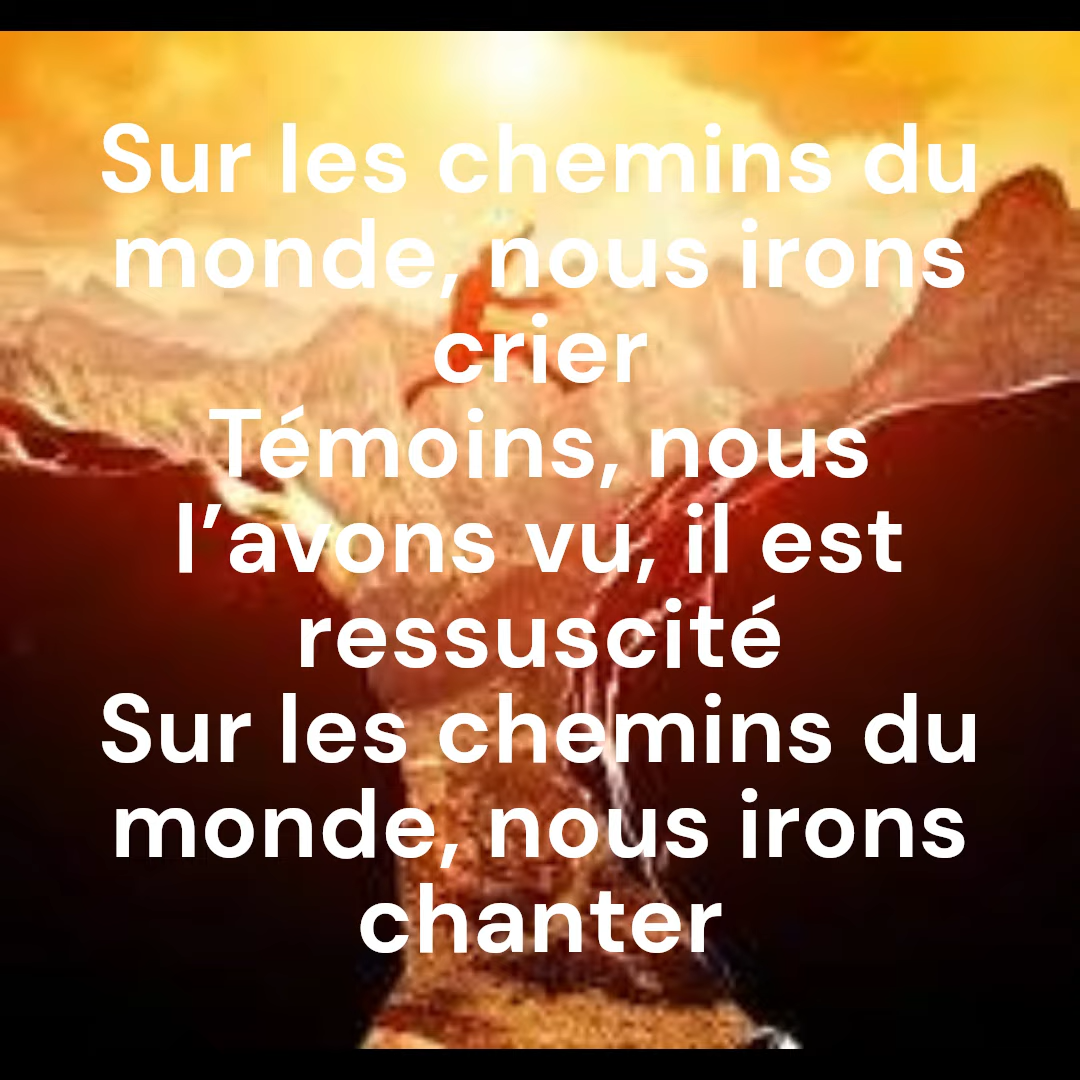 Sur les chemins du
monde, nous irons
crier
Témoins, nous
l’avons vu, il est
ressuscité
Sur les chemins du
monde, nous irons
chanter